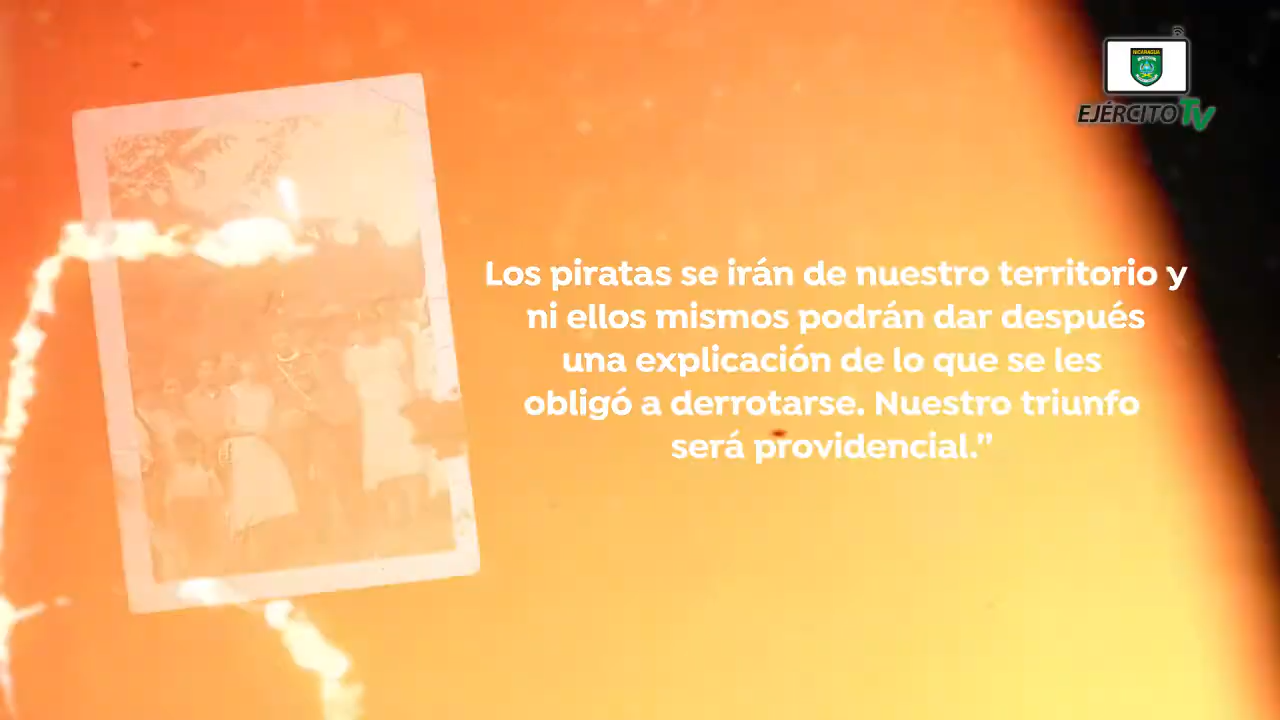 NICARAGUA
EJÉRCITO Tv
Los piratas se irán de nuestro territorio y
ni ellos mismos podrán dar después
una explicación de lo que se les
obligó a derrotarse. Nuestro triunfo
será providencial.”